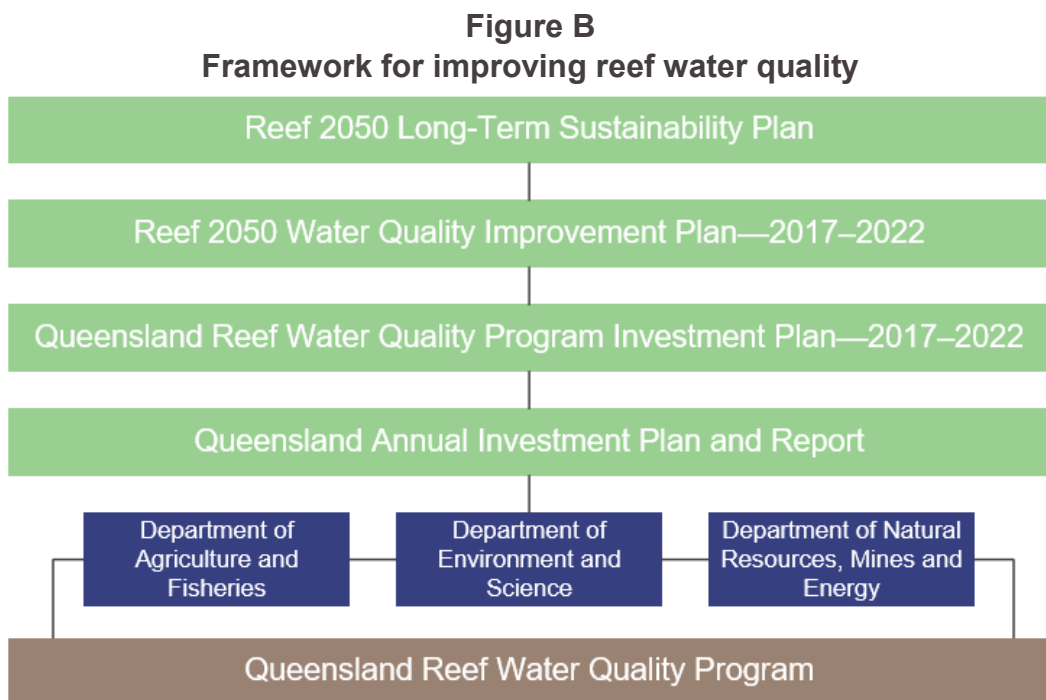 Figure B
Framework for improving reef water quality
Reef 2050 Long-Term Sustainability Plan
Reef 2050 Water Quality Improvement Plan—2017–2022
Queensland Reef Water Quality Program Investment Plan—2017–2022
Queensland Annual Investment Plan and Report
Department of
Agriculture and
Fisheries
Department of
Environment and
Science
Department of Natural
Resources, Mines and
Energy
Queensland Reef Water Quality Program